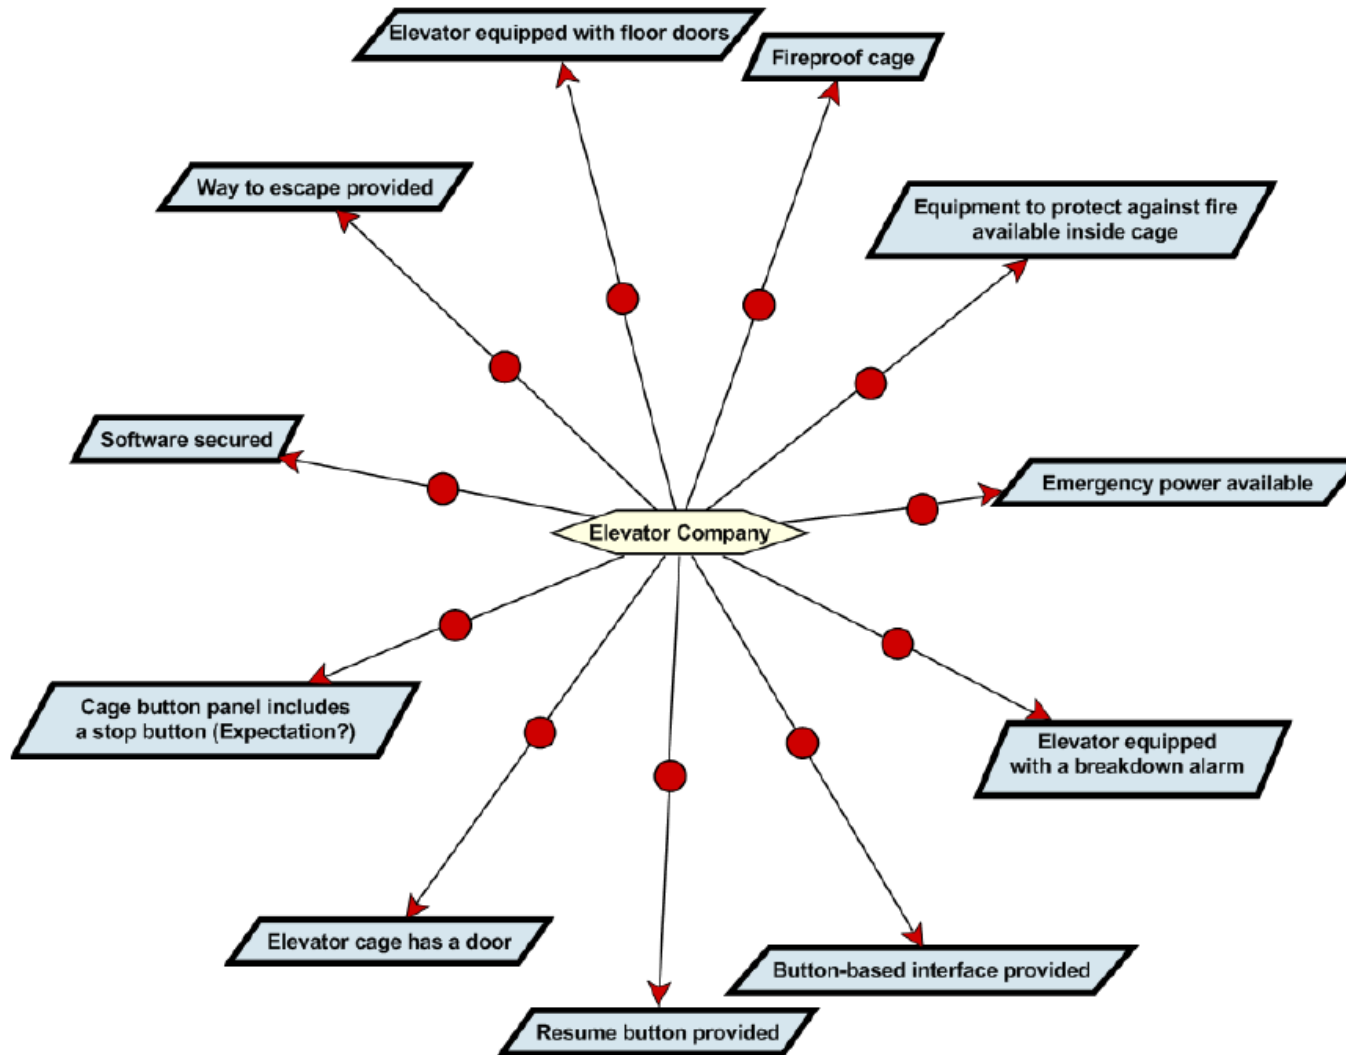 Elevator equipped with floor doors
Fireproof cage
Way to escape provided
Equipment to protect against fire
available inside cage
Software secured
Emergency power available
Elevator Company
Cage button panel includes
a stop button (Expectation?)
Elevator equipped
with a breakdown alarm
Elevator cage has a door
Button-based interface provided
Resume button provided